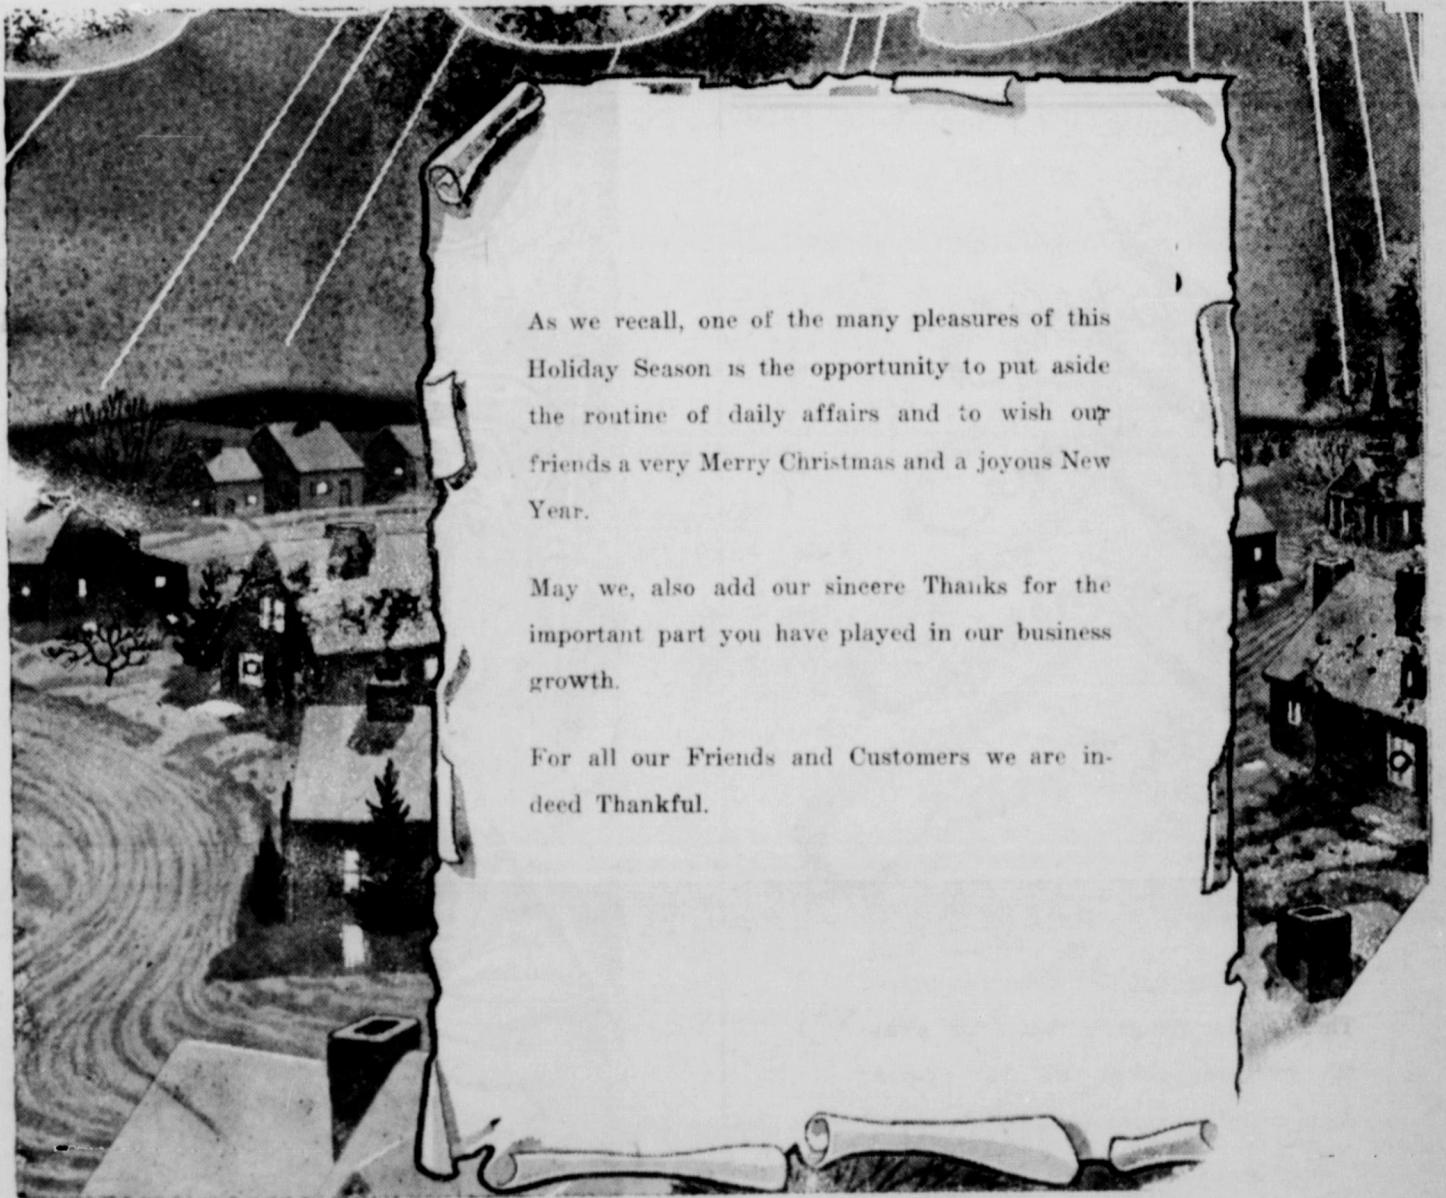 As we recall, one of the many pleasures of this
Holiday Season is the opportunity to put aside
the routine of daily affairs and to wish our
friends a very Merry Christmas and a joyous New
Year.
May we, also add our sincere Thanks for the
important part you have played in our business
growth.
For all our Friends and Customers we are in-
deed Thankful.